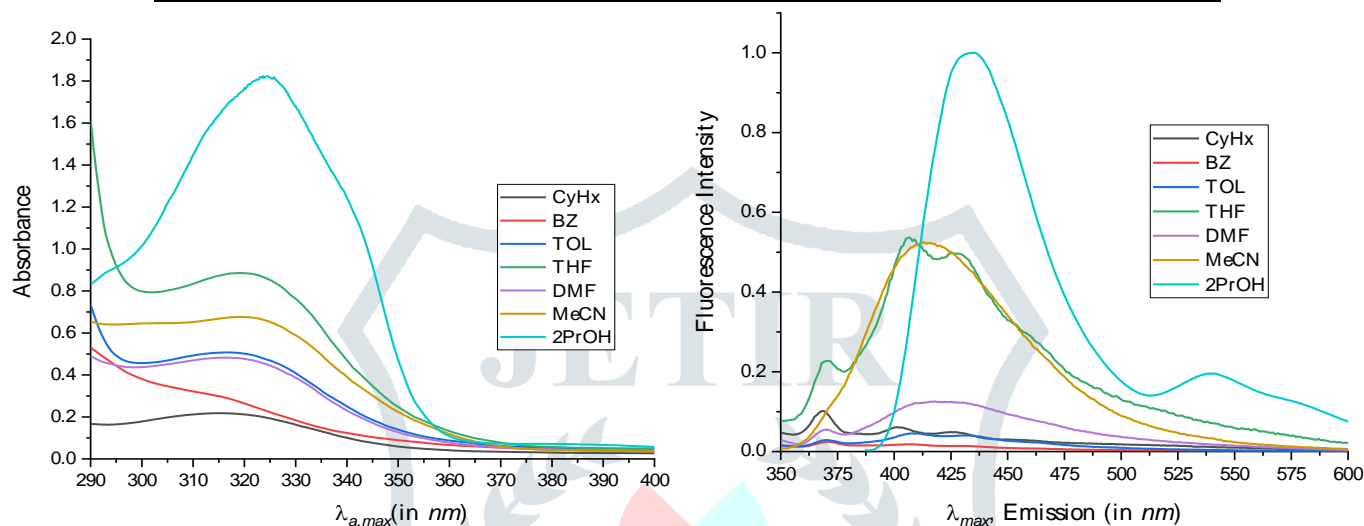 2.0
1.8
1.6
1.4
1.2
1.0
0.8
0.6
0.4
0.2
0.0
Absorbance
290 300 310 320 330 340 350 360 370 380 390 400
λa,max(in nm)
CyHx
BZ
TOL
THF
DMF
MeCN
2PrOH
1.0
0.8
0.6
0.4
0.2
0.0
Fluorescence Intensity
350 375 400 425 450 475 500 525 550 575 600
λmax, Emission (in nm)
CyHx
BZ
TOL
THF
DMF
MeCN
2PrOH
JETIR